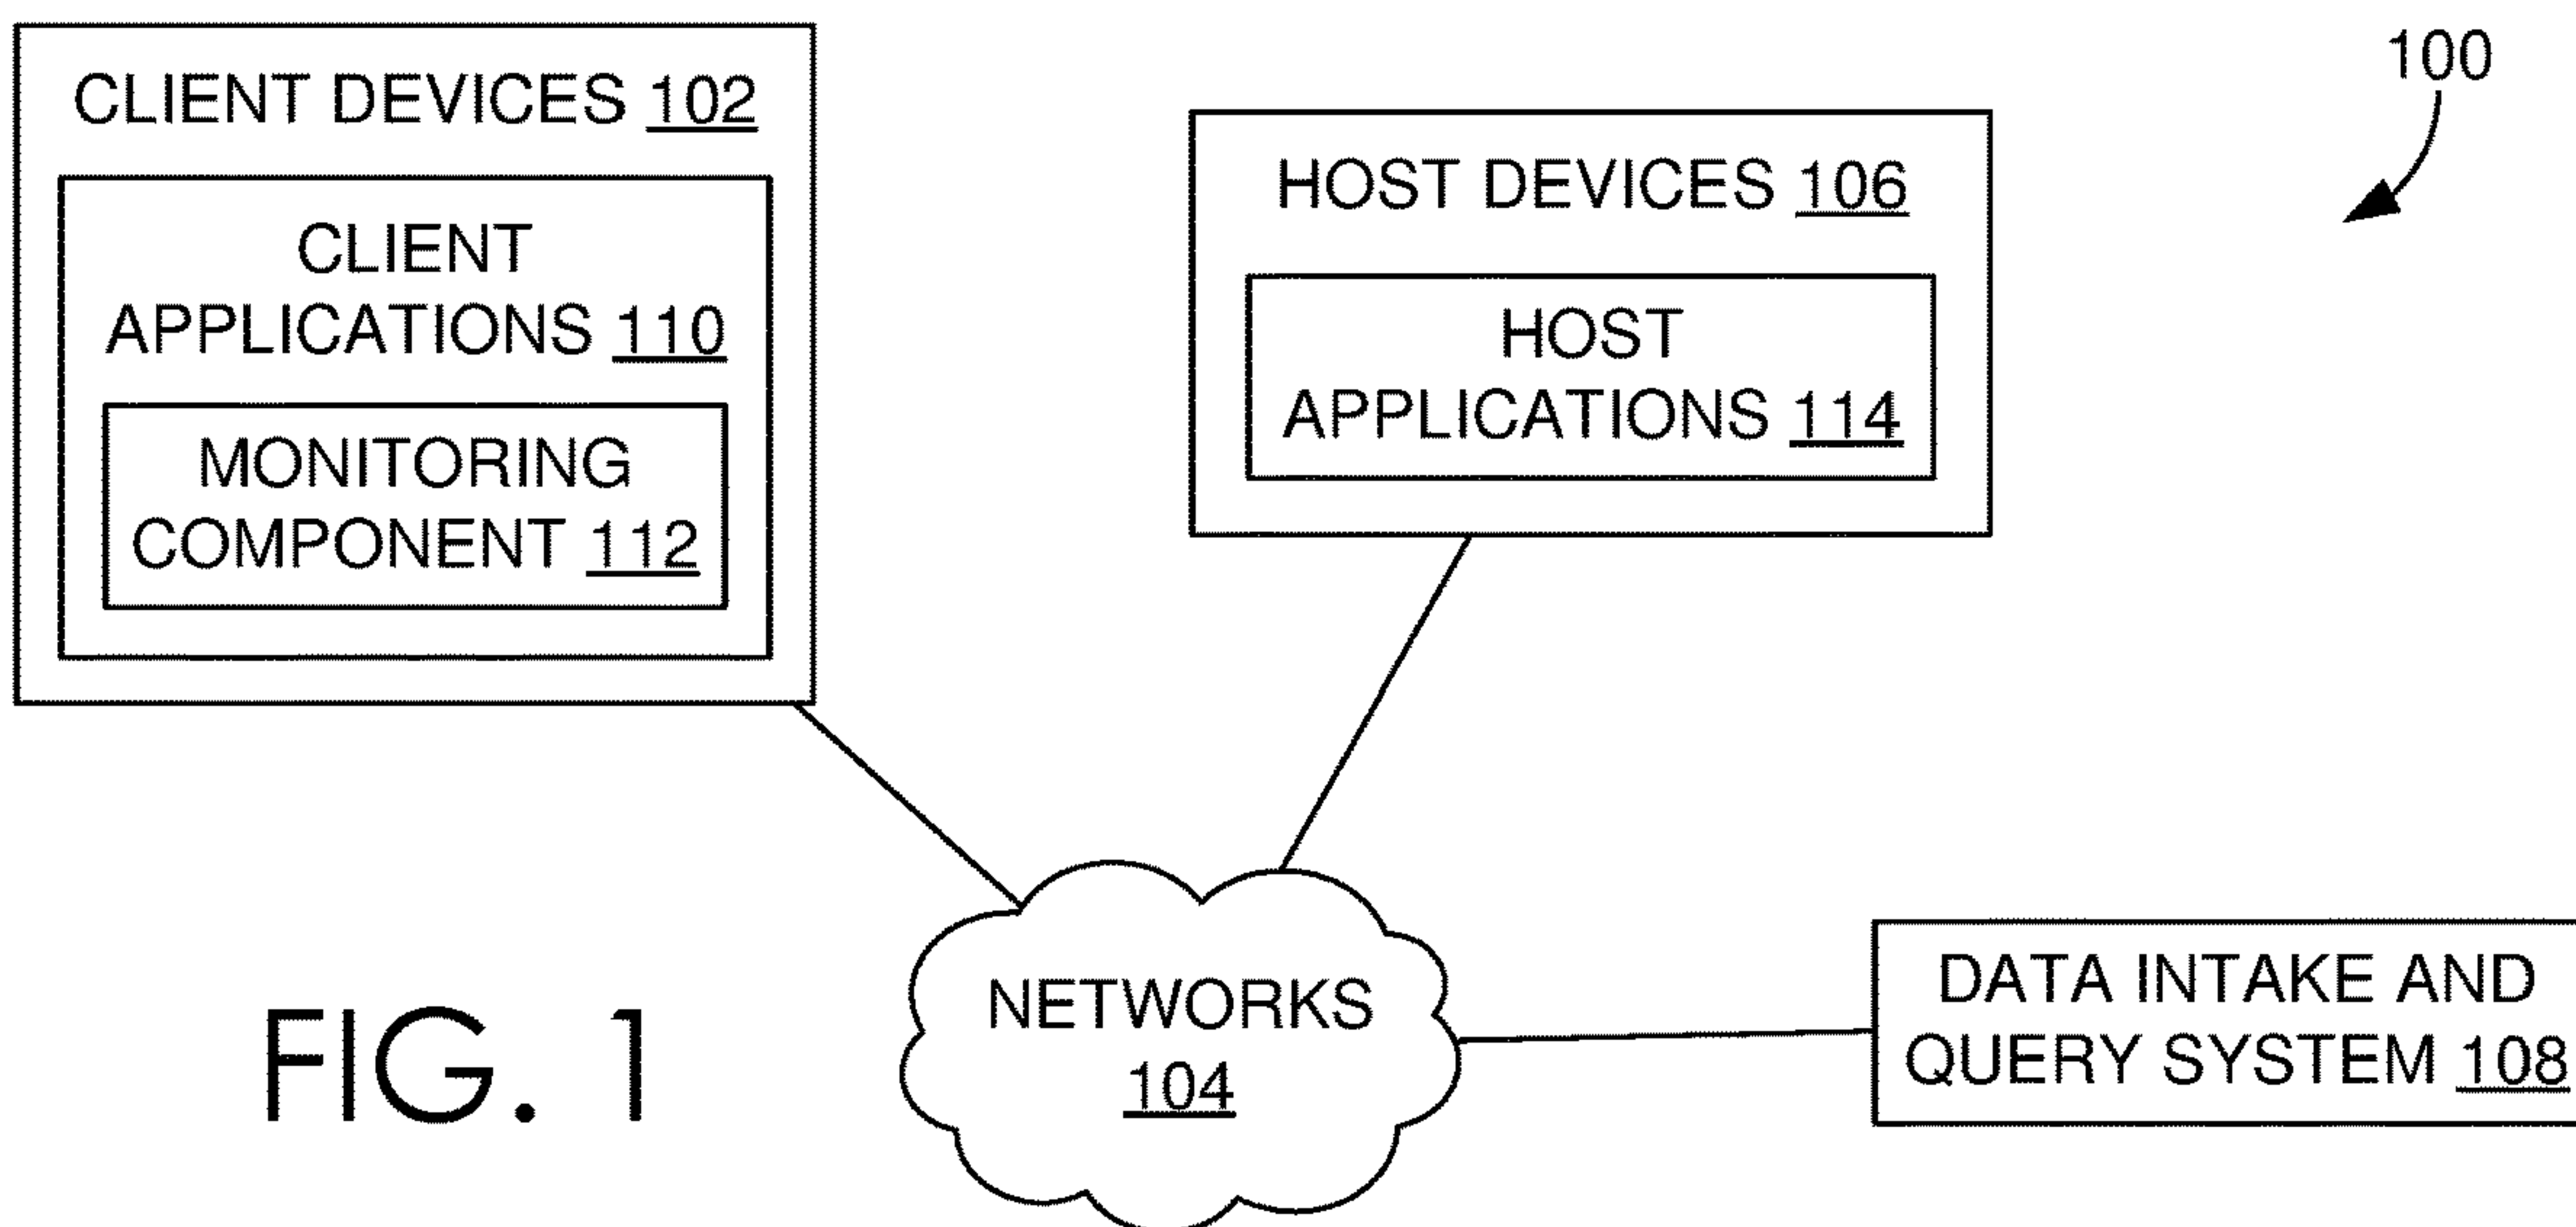 CLIENT DEVICES 102
CLIENT
APPLICATIONS 110
MONITORING
COMPONENT 112
HOST DEVICES 106
HOST
APPLICATIONS 114
100
NETWORKS
104
DATA INTAKE AND
QUERY SYSTEM 108
FIG. 1